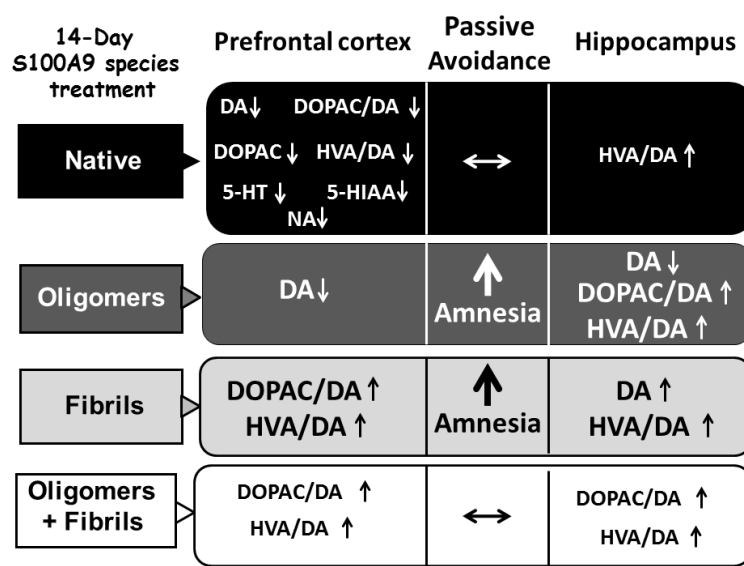 14-Day
S100A9 species
treatment
Prefrontal cortex
Passive
Avoidance
Hippocampus
Native
DA↓ DOPAC/DA ↓
DOPAC ↓ HVA/DA ↓
5-HT ↓ 5-HIAA↓
NA↓
↔
HVA/DA ↑
Oligomers
DA↓
↑
Amnesia
DA ↓
DOPAC/DA ↑
HVA/DA ↑
Fibrils
DOPAC/DA ↑
HVA/DA ↑
↑
Amnesia
DA ↑
HVA/DA ↑
Oligomers
+ Fibrils
DOPAC/DA ↑
HVA/DA ↑
↔
DOPAC/DA ↑
HVA/DA ↑